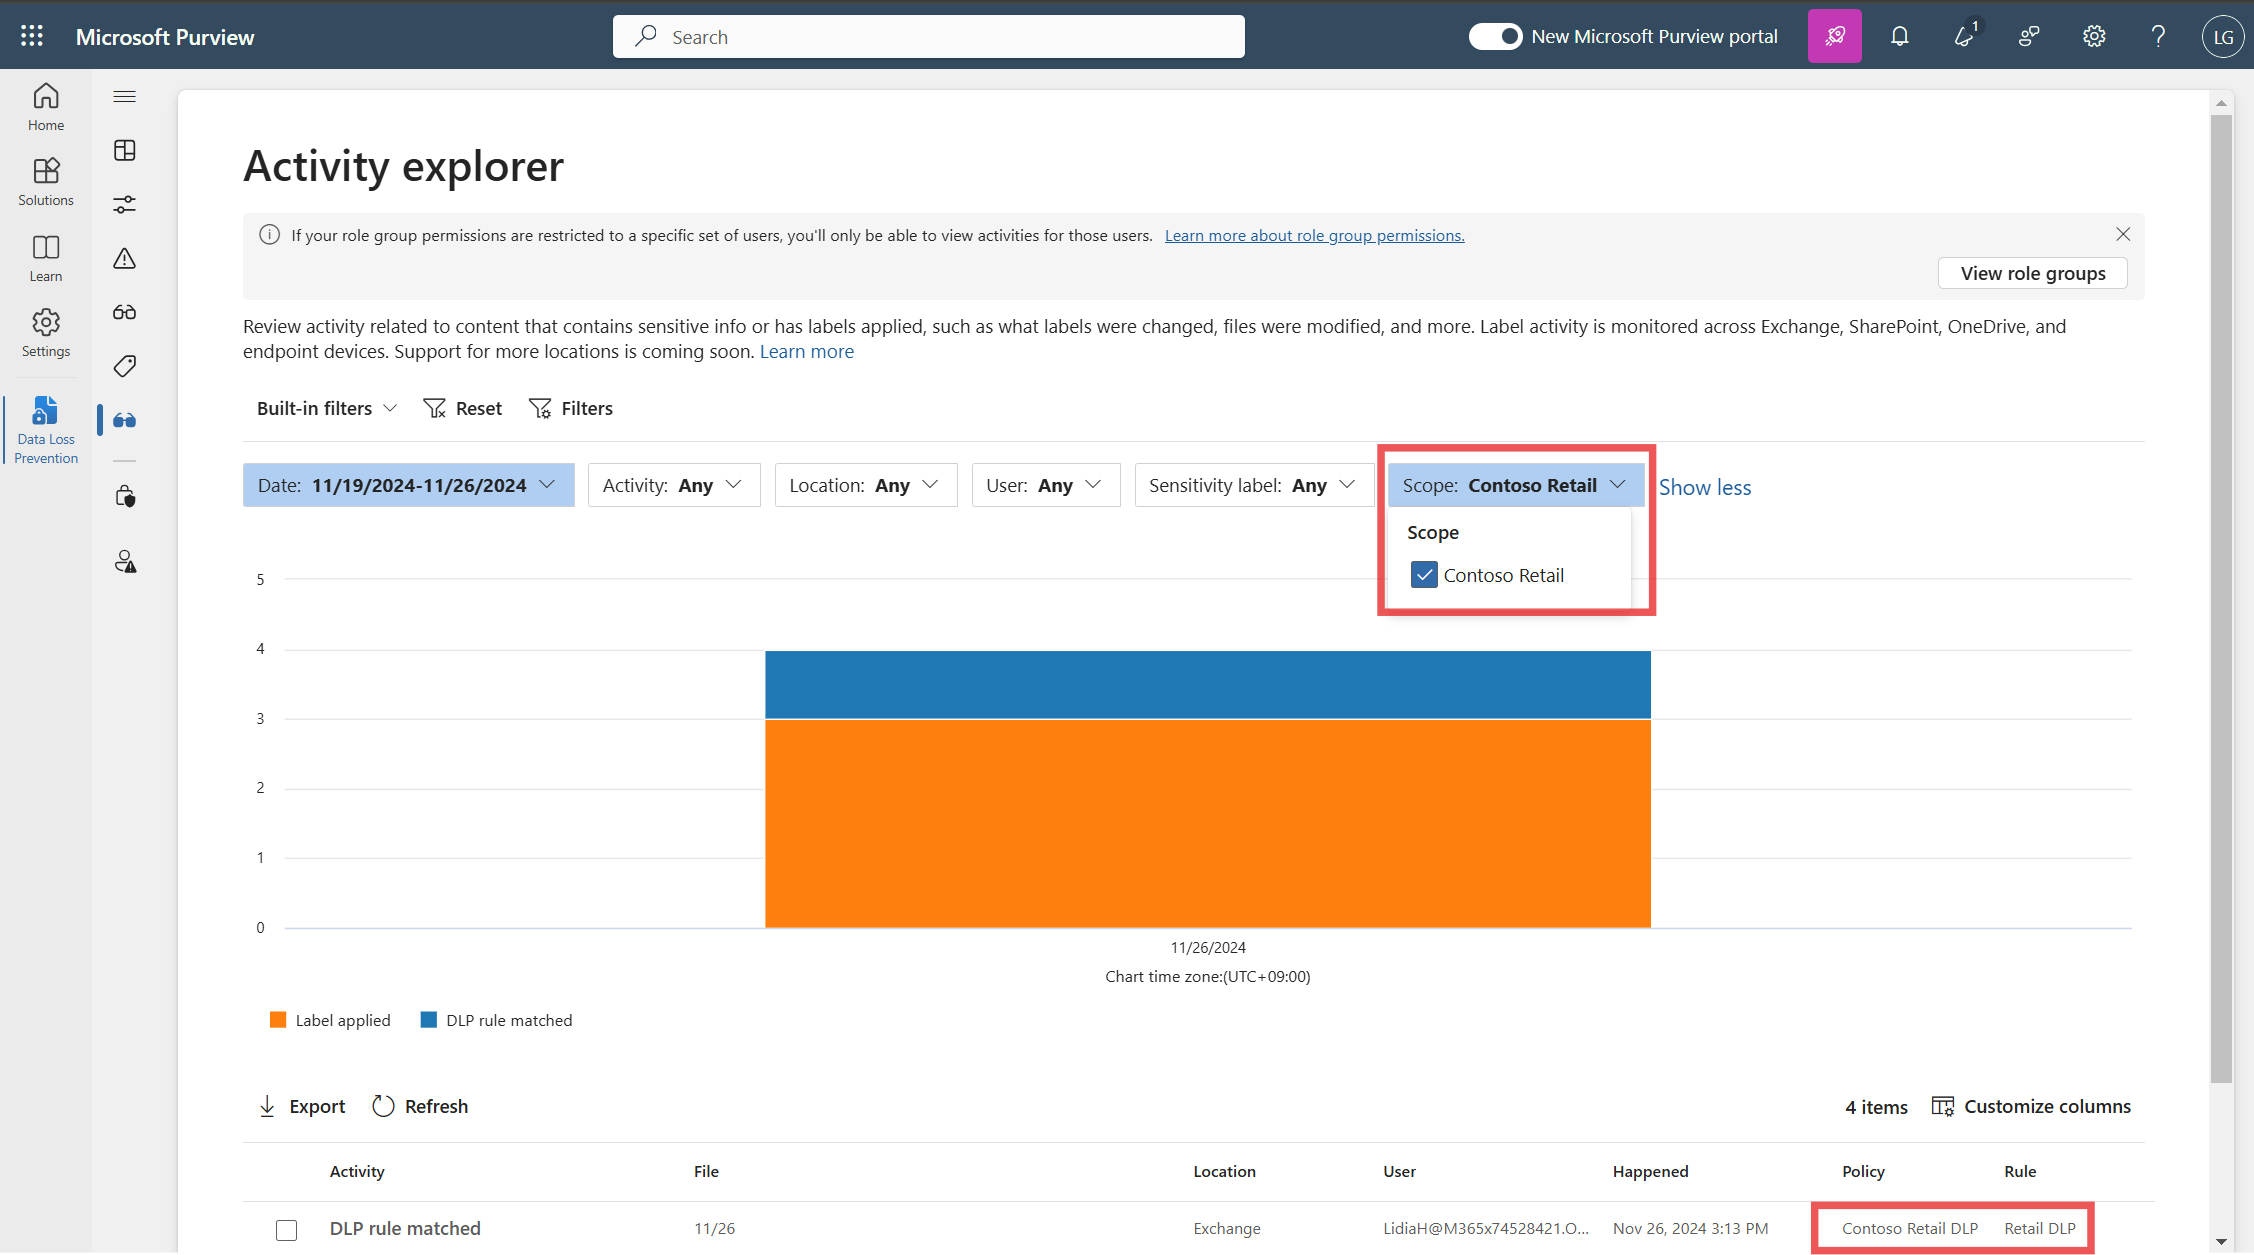 Microsoft Purview
Search
New Microsoft Purview portal
1
LG
Home
Solutions
Learn
Settings
Data Loss
Prevention
Activity explorer
If your role group permissions are restricted to a specific set of users, you'll only be able to view activities for those users. Learn more about role group permissions.
View role groups
Review activity related to content that contains sensitive info or has labels applied, such as what labels were changed, files were modified, and more. Label activity is monitored across Exchange, SharePoint, OneDrive, and
endpoint devices. Support for more locations is coming soon. Learn more
Built-in filters Reset Filters
Date: 11/19/2024-11/26/2024 Activity: Any Location: Any User: Any Sensitivity label: Any Scope: Contoso Retail Show less
Scope
Contoso Retail
5
4
3
2
1
0
11/26/2024
Chart time zone:(UTC+09:00)
Label applied DLP rule matched
Export Refresh 4 items Customize columns
Activity File Location User Happened Policy Rule
DLP rule matched 11/26 Exchange LidiaH@M365x74528421.O... Nov 26, 2024 3:13 PM Contoso Retail DLP Retail DLP